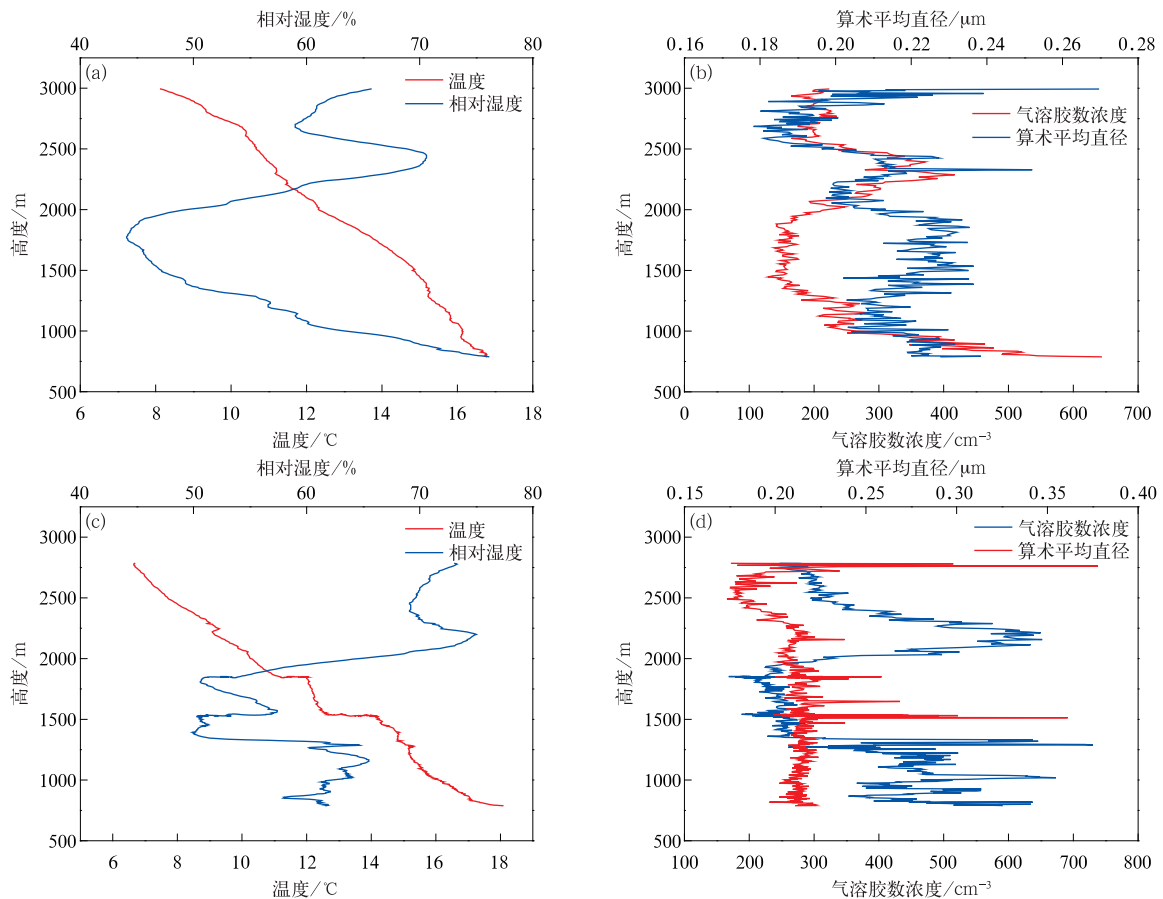 相对湿度/%
40 50 60 70 80
(a)
温度
相对湿度
3000
2500
2000
1500
1000
500
高度/m
6 8 10 12 14 16 18
温度/℃
算术平均直径/μm
0.16 0.18 0.20 0.22 0.24 0.26 0.28
(b)
气溶胶数浓度
算术平均直径
3000
2500
2000
1500
1000
500
高度/m
0 100 200 300 400 500 600 700
气溶胶数浓度/cm⁻³
相对湿度/%
40 50 60 70 80
(c)
温度
相对湿度
3000
2500
2000
1500
1000
500
高度/m
6 8 10 12 14 16 18
温度/℃
算术平均直径/μm
0.15 0.20 0.25 0.30 0.35 0.40
(d)
气溶胶数浓度
算术平均直径
3000
2500
2000
1500
1000
500
高度/m
100 200 300 400 500 600 700 800
气溶胶数浓度/cm⁻³